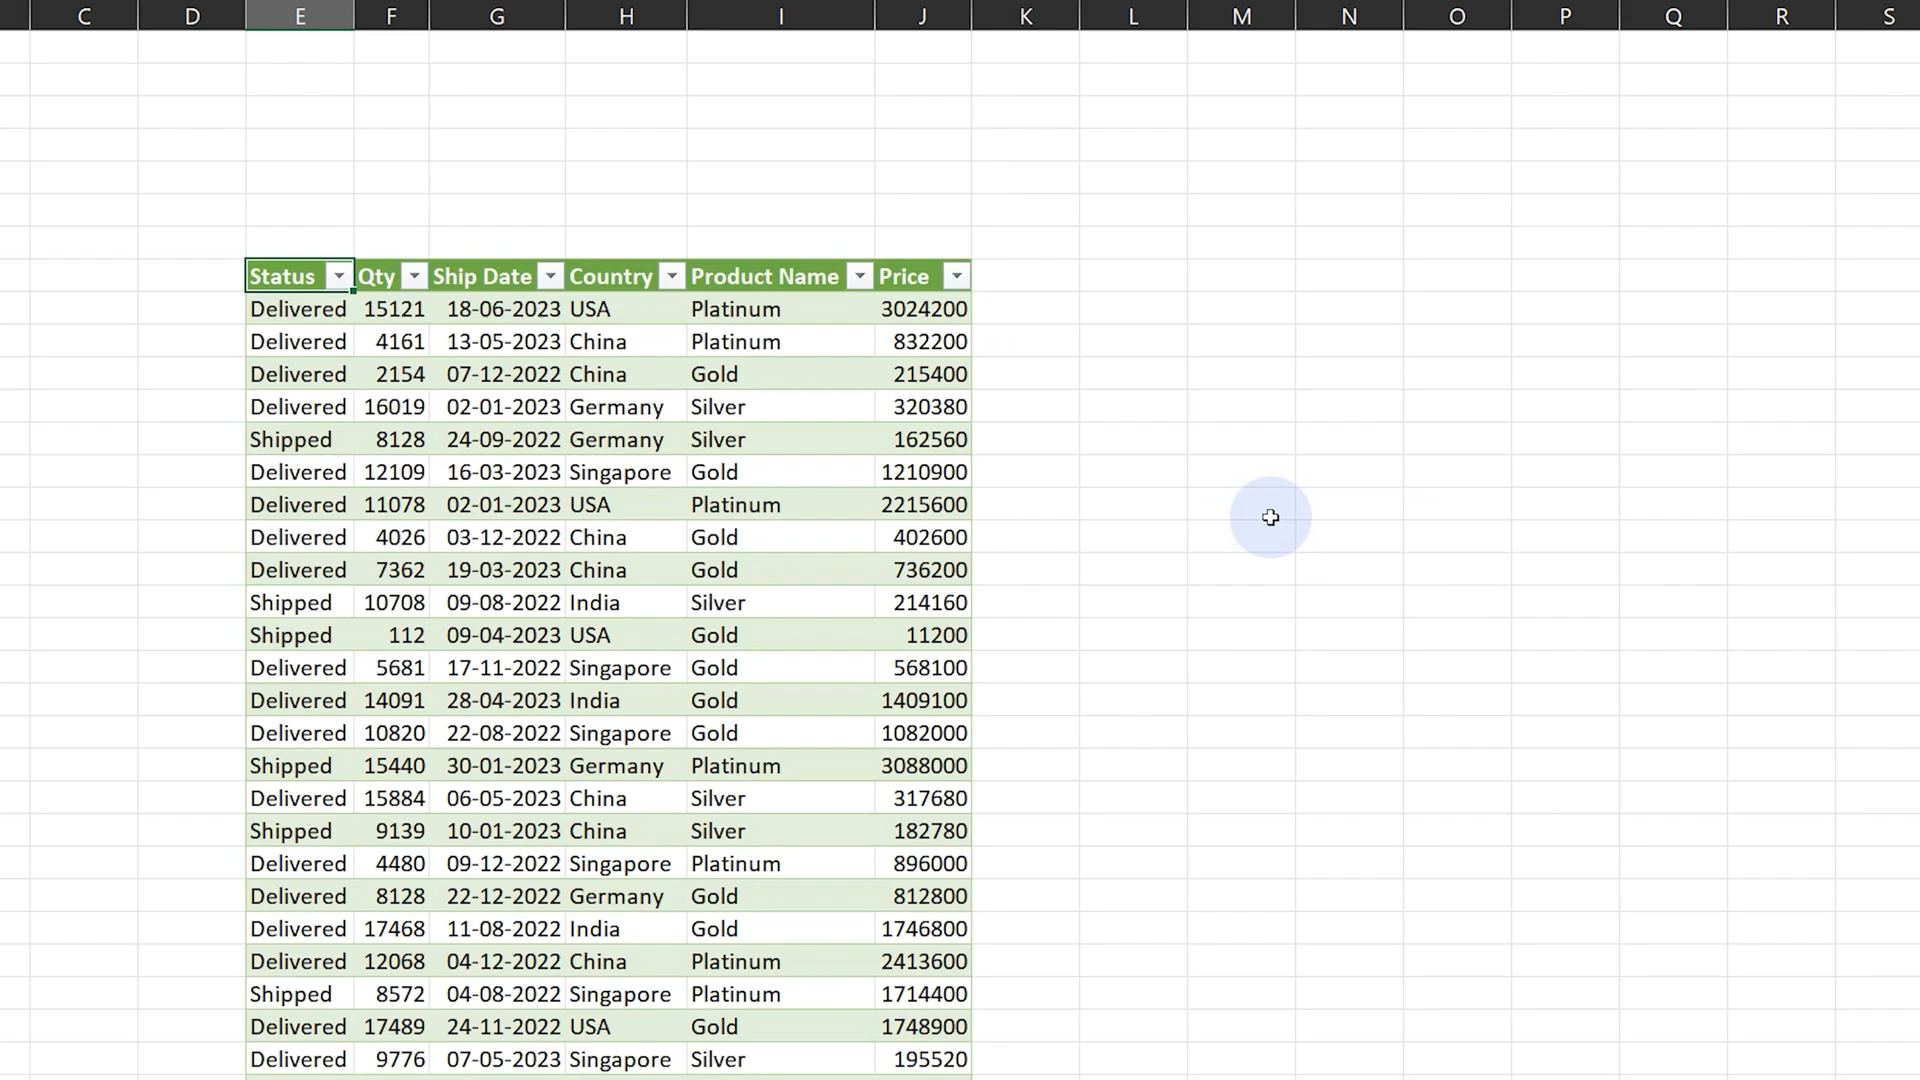 C D E F G H I J K L M N O P Q R S
Status Qty Ship Date Country Product Name Price
Delivered 15121 18-06-2023 USA Platinum 3024200
Delivered 4161 13-05-2023 China Platinum 832200
Delivered 2154 07-12-2022 China Gold 215400
Delivered 16019 02-01-2023 Germany Silver 320380
Shipped 8128 24-09-2022 Germany Silver 162560
Delivered 12109 16-03-2023 Singapore Gold 1210900
Delivered 11078 02-01-2023 USA Platinum 2215600
Delivered 4026 03-12-2022 China Gold 402600
Delivered 7362 19-03-2023 China Gold 736200
Shipped 10708 09-08-2022 India Silver 214160
Shipped 112 09-04-2023 USA Gold 11200
Delivered 5681 17-11-2022 Singapore Gold 568100
Delivered 14091 28-04-2023 India Gold 1409100
Delivered 10820 22-08-2022 Singapore Gold 1082000
Shipped 15440 30-01-2023 Germany Platinum 3088000
Delivered 15884 06-05-2023 China Silver 317680
Shipped 9139 10-01-2023 China Silver 182780
Delivered 4480 09-12-2022 Singapore Platinum 896000
Delivered 8128 22-12-2022 Germany Gold 812800
Delivered 17468 11-08-2022 India Gold 1746800
Delivered 12068 04-12-2022 China Platinum 2413600
Shipped 8572 04-08-2022 Singapore Platinum 1714400
Delivered 17489 24-11-2022 USA Gold 1748900
Delivered 9776 07-05-2023 Singapore Silver 195520